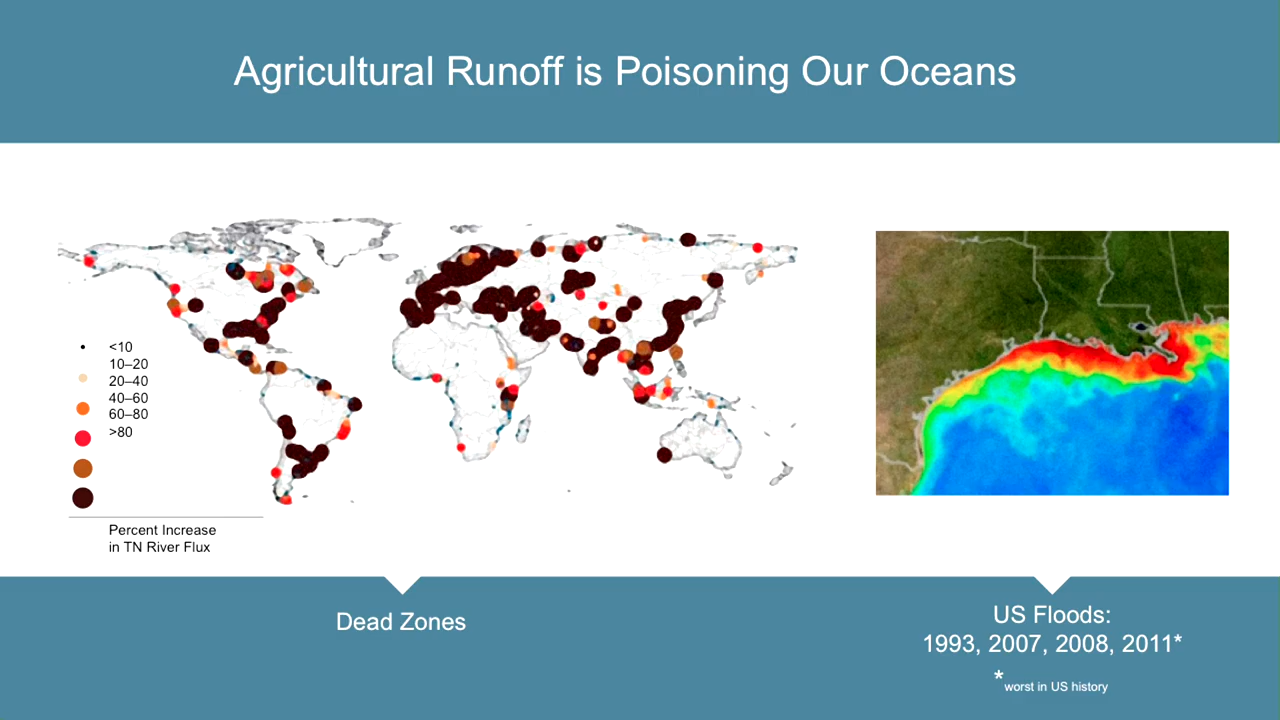 Agricultural Runoff is Poisoning Our Oceans
<10
10–20
20–40
40–60
60–80
>80
Percent Increase
in TN River Flux
Dead Zones
US Floods:
1993, 2007, 2008, 2011*
*worst in US history